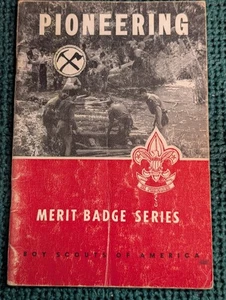 PIONEERING
MERIT BADGE SERIES
BOY SCOUTS OF AMERICA